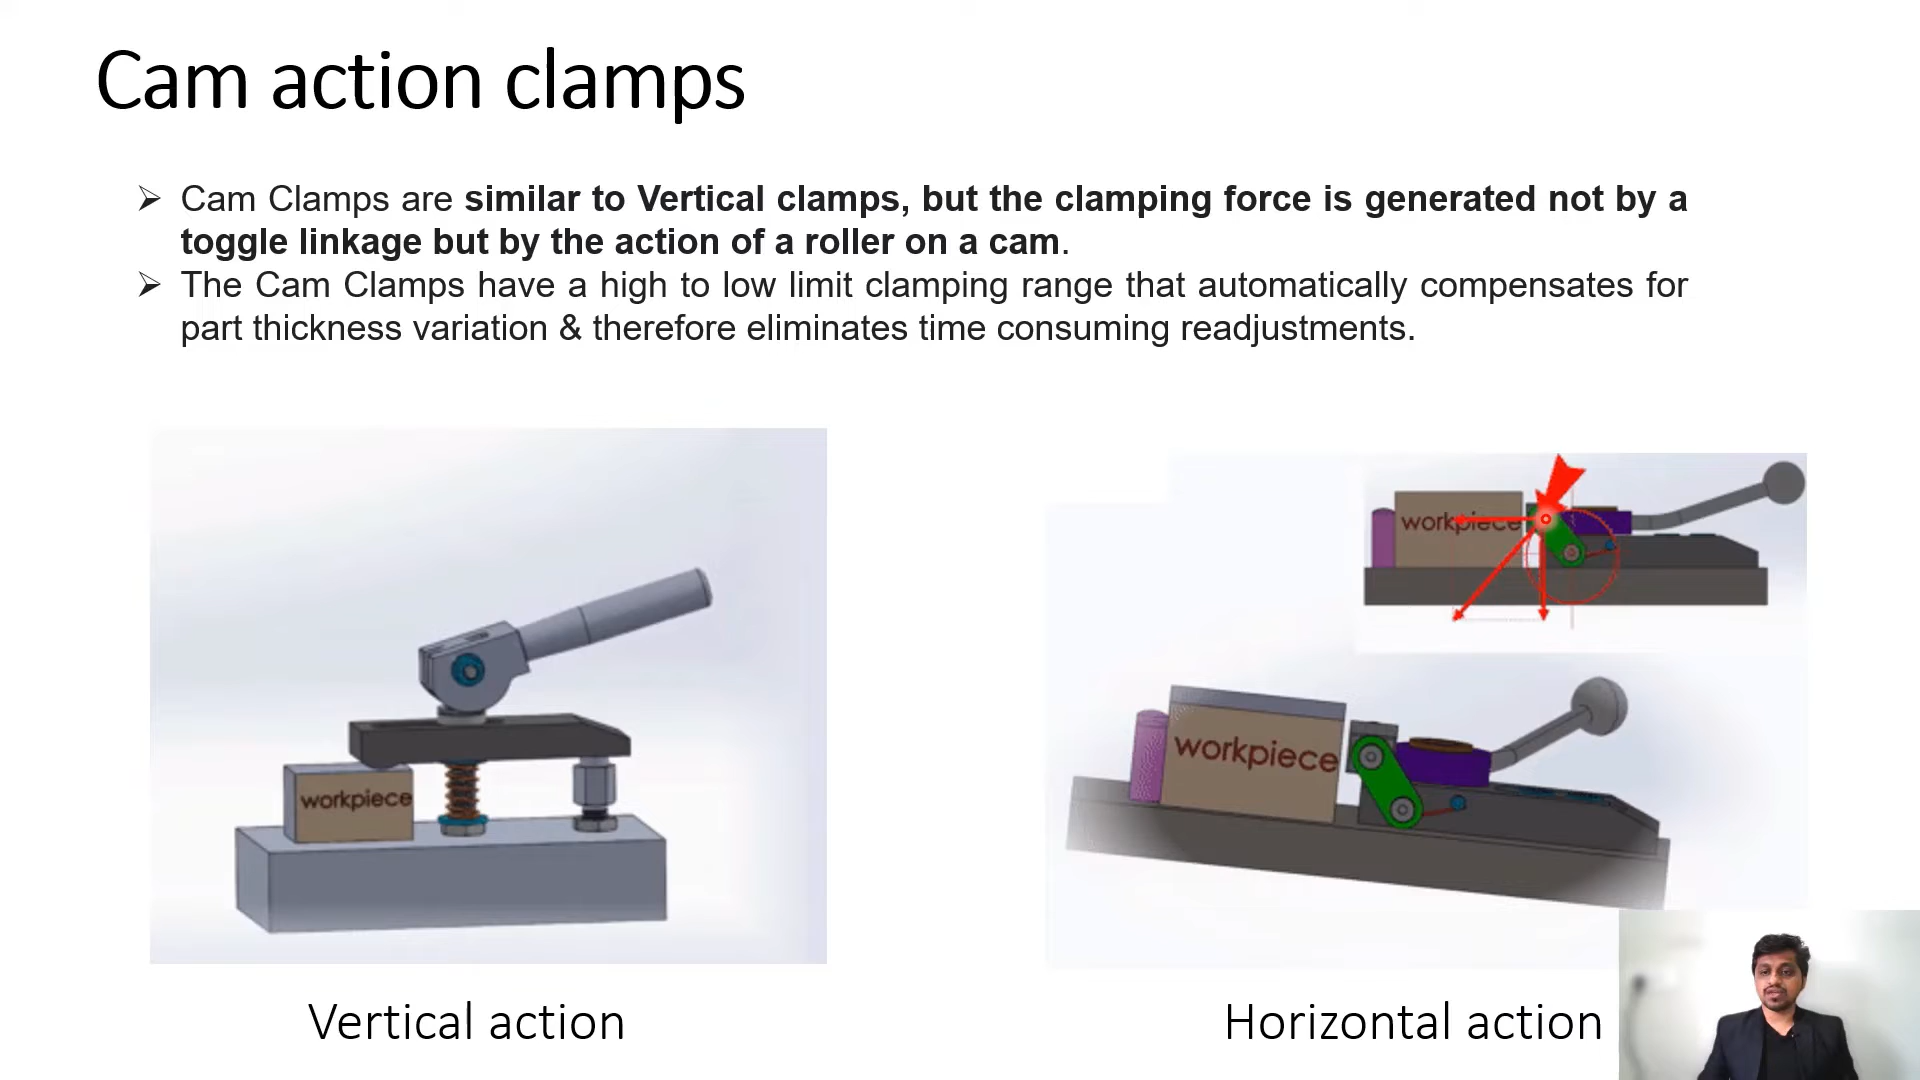 Cam action clamps
➢ Cam Clamps are similar to Vertical clamps, but the clamping force is generated not by a
toggle linkage but by the action of a roller on a cam.
➢ The Cam Clamps have a high to low limit clamping range that automatically compensates for
part thickness variation & therefore eliminates time consuming readjustments.
workpiece
workpiece
workpiece
Vertical action
Horizontal action